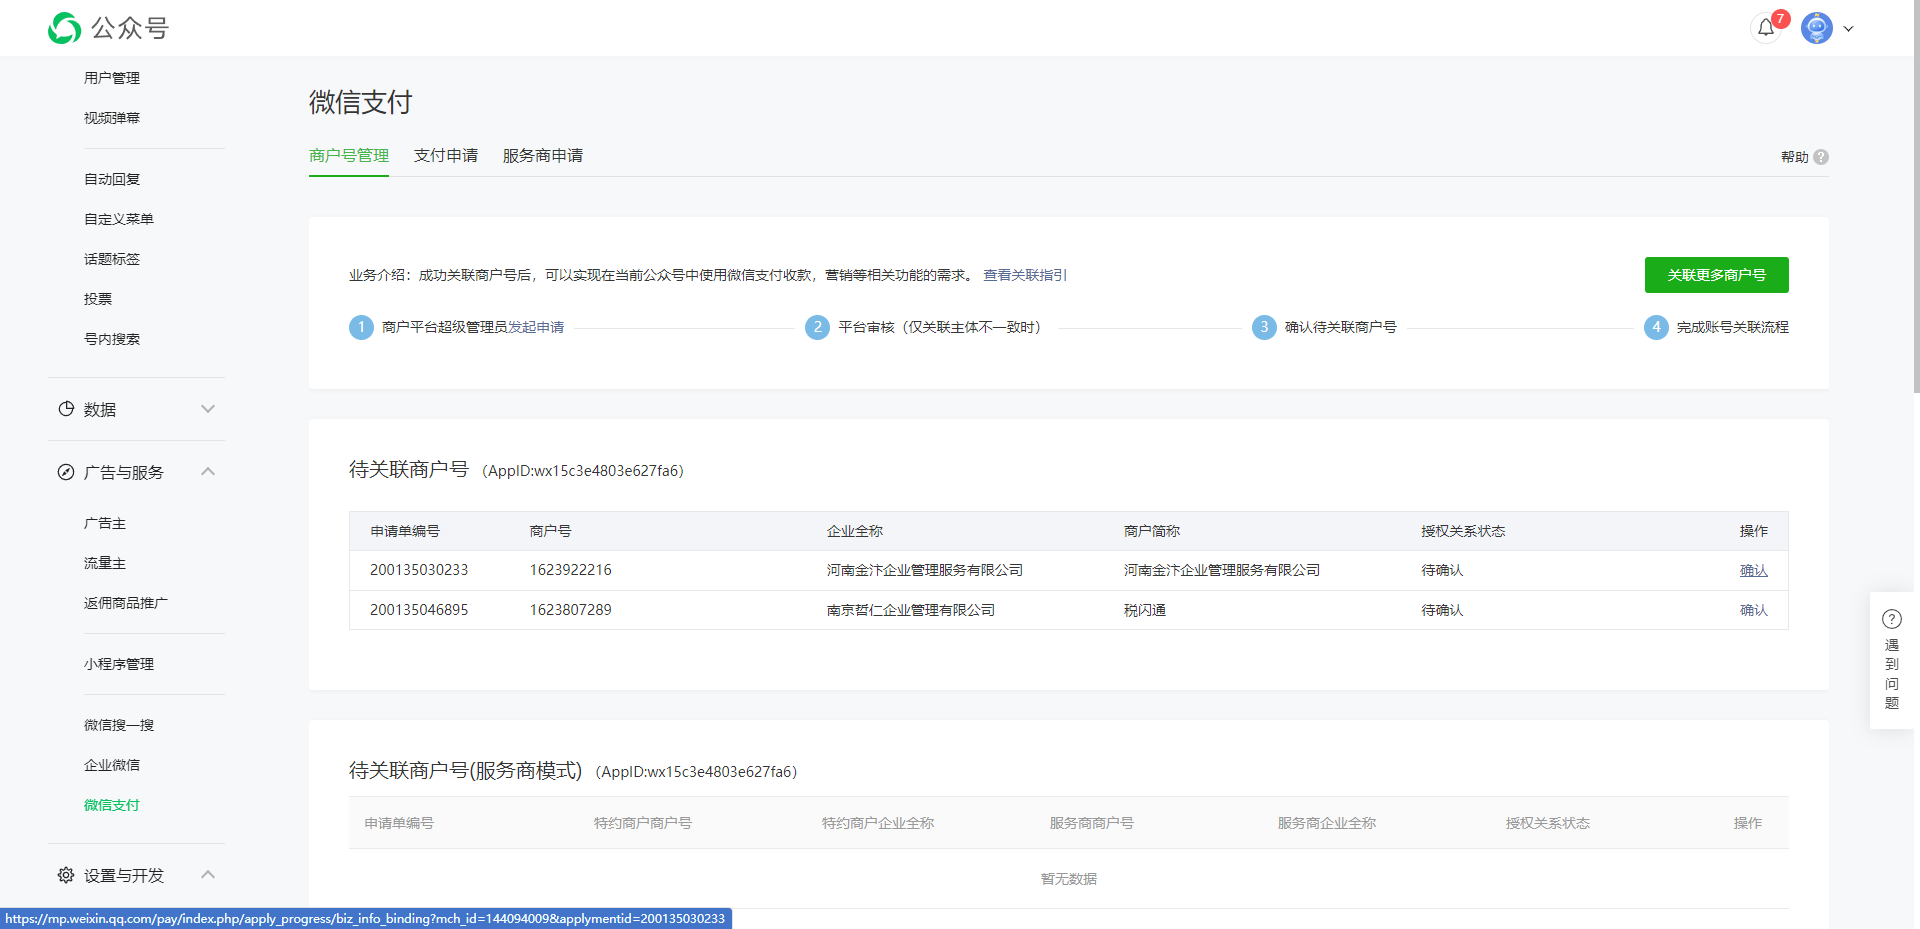 公众号
7
用户管理
视频弹幕
自动回复
自定义菜单
话题标签
投票
号内搜索
数据
广告与服务
广告主
流量主
返佣商品推广
小程序管理
微信搜一搜
企业微信
微信支付
设置与开发
微信支付
商户号管理 支付申请 服务商申请 帮助 ?
业务介绍：成功关联商户号后，可以实现在当前公众号中使用微信支付收款，营销等相关功能的需求。 查看关联指引 关联更多商户号
1 商户平台超级管理员发起申请 2 平台审核（仅关联主体不一致时） 3 确认待关联商户号 4 完成账号关联流程
待关联商户号 （AppID:wx15c3e4803e627fa6）
申请单编号 商户号 企业全称 商户简称 授权关系状态 操作
200135030233 1623922216 河南金汴企业管理服务有限公司 河南金汴企业管理服务有限公司 待确认 确认
200135046895 1623807289 南京哲仁企业管理有限公司 税闪通 待确认 确认
待关联商户号(服务商模式) （AppID:wx15c3e4803e627fa6）
申请单编号 特约商户商户号 特约商户企业全称 服务商商户号 服务商企业全称 授权关系状态 操作
暂无数据
?
遇
到
问
题
https://mp.weixin.qq.com/pay/index.php/apply_progress/biz_info_binding?mch_id=1440940098&applymentid=200135030233